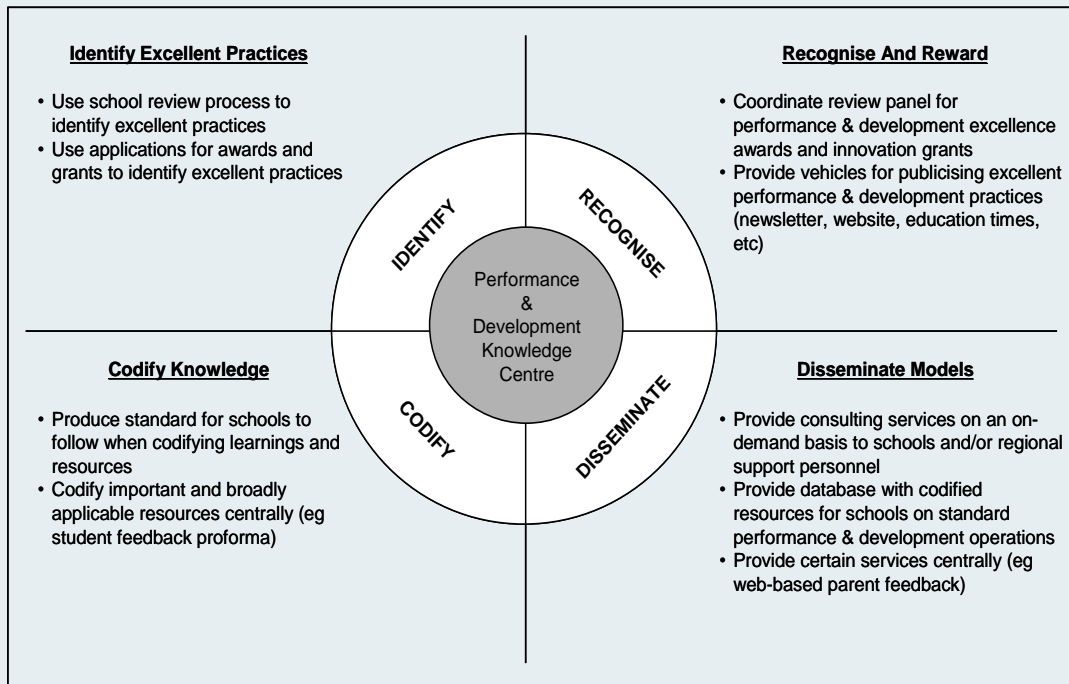 Identify Excellent Practices
• Use school review process to
identify excellent practices
• Use applications for awards and
grants to identify excellent practices
Recognise And Reward
• Coordinate review panel for
performance & development excellence
awards and innovation grants
• Provide vehicles for publicising excellent
performance & development practices
(newsletter, website, education times,
etc)
IDENTIFY
RECOGNISE
Performance
&
Development
Knowledge
Centre
CODIFY
DISSEMINATE
Codify Knowledge
• Produce standard for schools to
follow when codifying learnings and
resources
• Codify important and broadly
applicable resources centrally (eg
student feedback proforma)
Disseminate Models
• Provide consulting services on an on-
demand basis to schools and/or regional
support personnel
• Provide database with codified
resources for schools on standard
performance & development operations
• Provide certain services centrally (eg
web-based parent feedback)